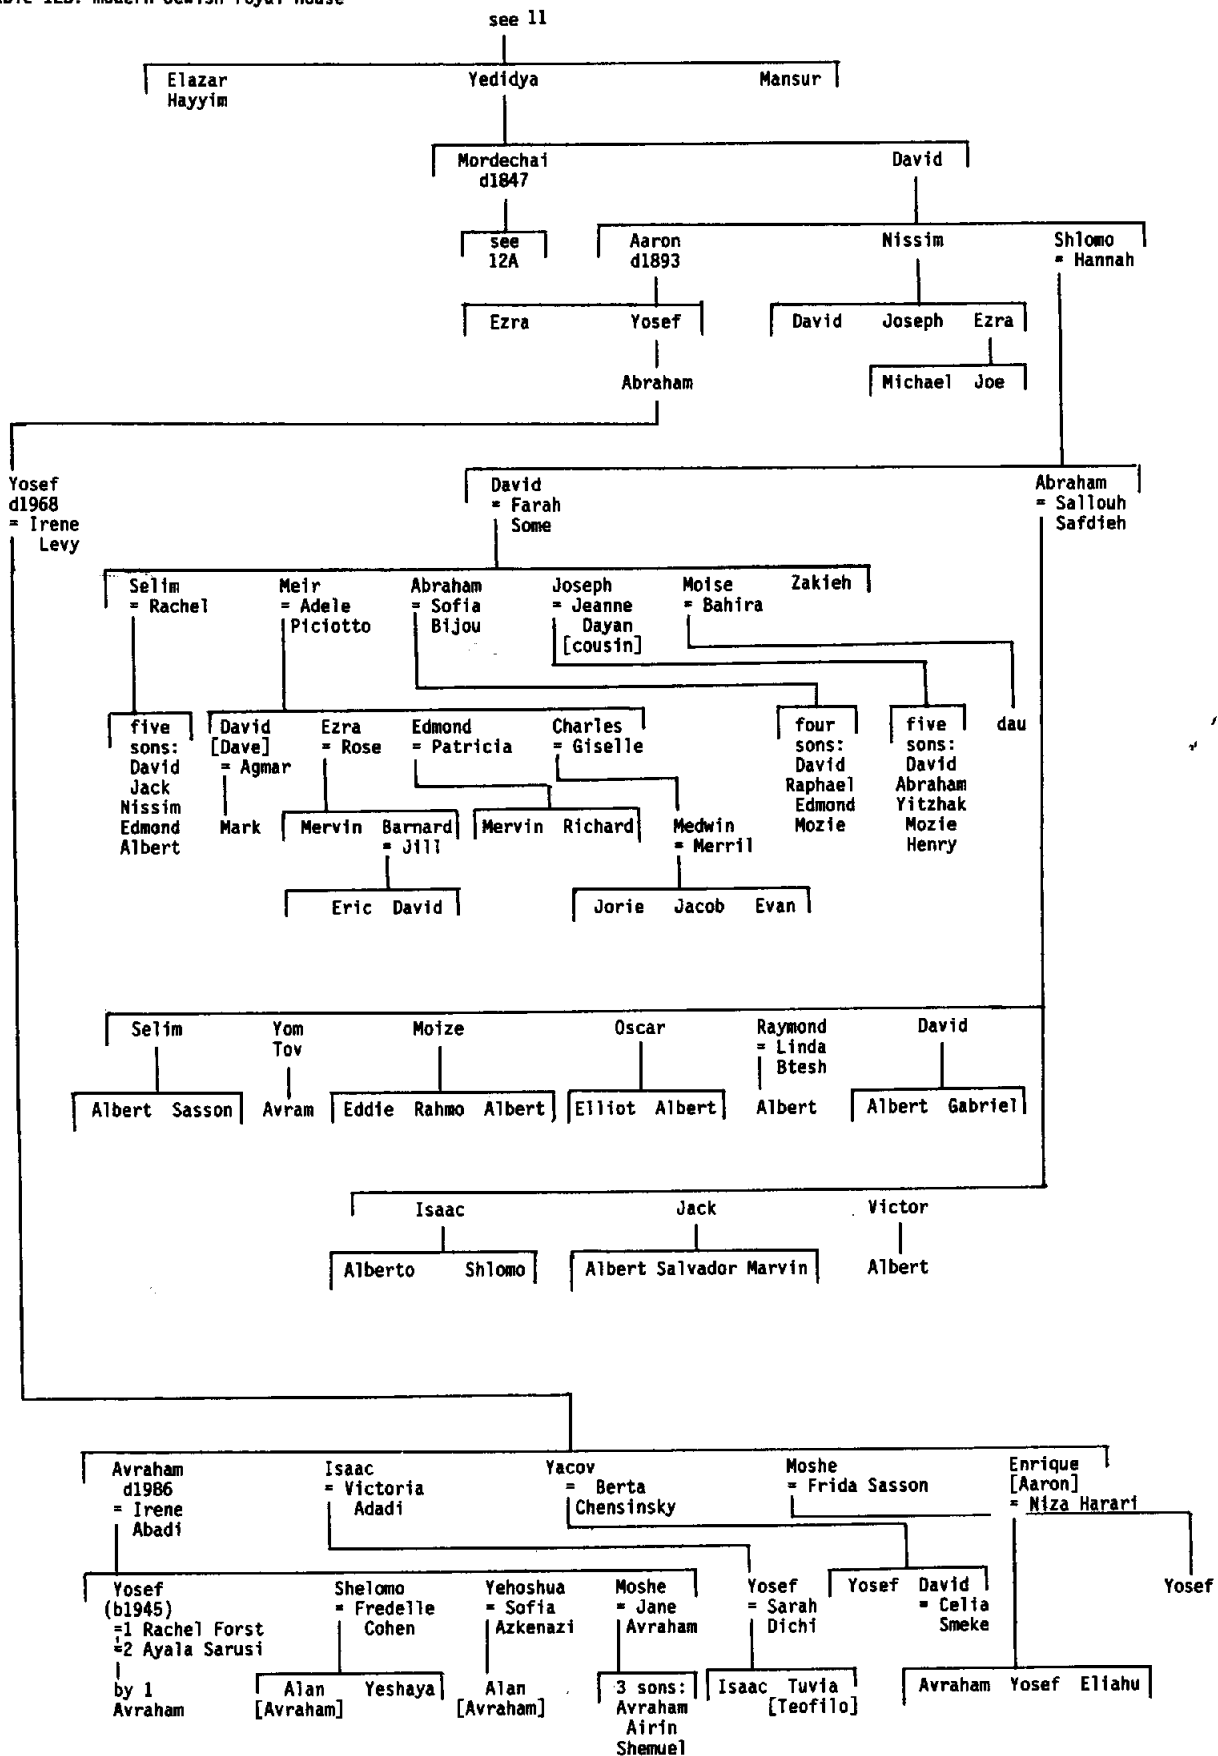 see 11
Elazar Yedidya Mansur
Hayyim
Mordechai David
d1847
see Aaron Nissim Shlomo
12A d1893 = Hannah
Ezra Yosef David Joseph Ezra
Abraham Michael Joe
Yosef David Abraham
d1968 = Farah = Sallouh
= Irene Some Safdieh
Levy
Selim Meir Abraham Joseph Moise Zakieh
= Rachel = Adele = Sofia = Jeanne = Bahira
Piciotto Bijou Dayan
[cousin]
five David Ezra Edmond Charles four five dau
sons: [Dave] = Rose = Patricia = Giselle sons: sons:
David = Agmar David David
Jack Raphael Abraham
Nissim Edmond Yitzhak
Edmond Mark Mervin Barnard Mervin Richard Medwin Mozie Mozie
Albert = Jill = Merril Henry
Eric David Jorie Jacob Evan
Selim Yom Moize Oscar Raymond David
Tov = Linda
Btesh
Albert Sasson Avram Eddie Rahmo Albert Elliot Albert Albert Albert Gabriel
Isaac Jack Victor
Alberto Shlomo Albert Salvador Marvin Albert
Avraham Isaac Yacov Moshe Enrique
d1986 = Victoria = Berta = Frida Sasson [Aaron]
= Irene Adadi Chensinsky = Niza Harari
Abadi
Yosef Shelomo Yehoshua Moshe Yosef Yosef David Yosef
(b1945) = Fredelle = Sofia = Jane = Sarah = Celia
=1 Rachel Forst Cohen Azkenazi Avraham Dichi Smeke
=2 Ayala Sarusi
by 1 Alan Yeshaya Alan 3 sons: Isaac Tuvia Avraham Yosef Eliahu
Avraham [Avraham] [Avraham] Avraham [Teofilo]
Airin
Shemuel